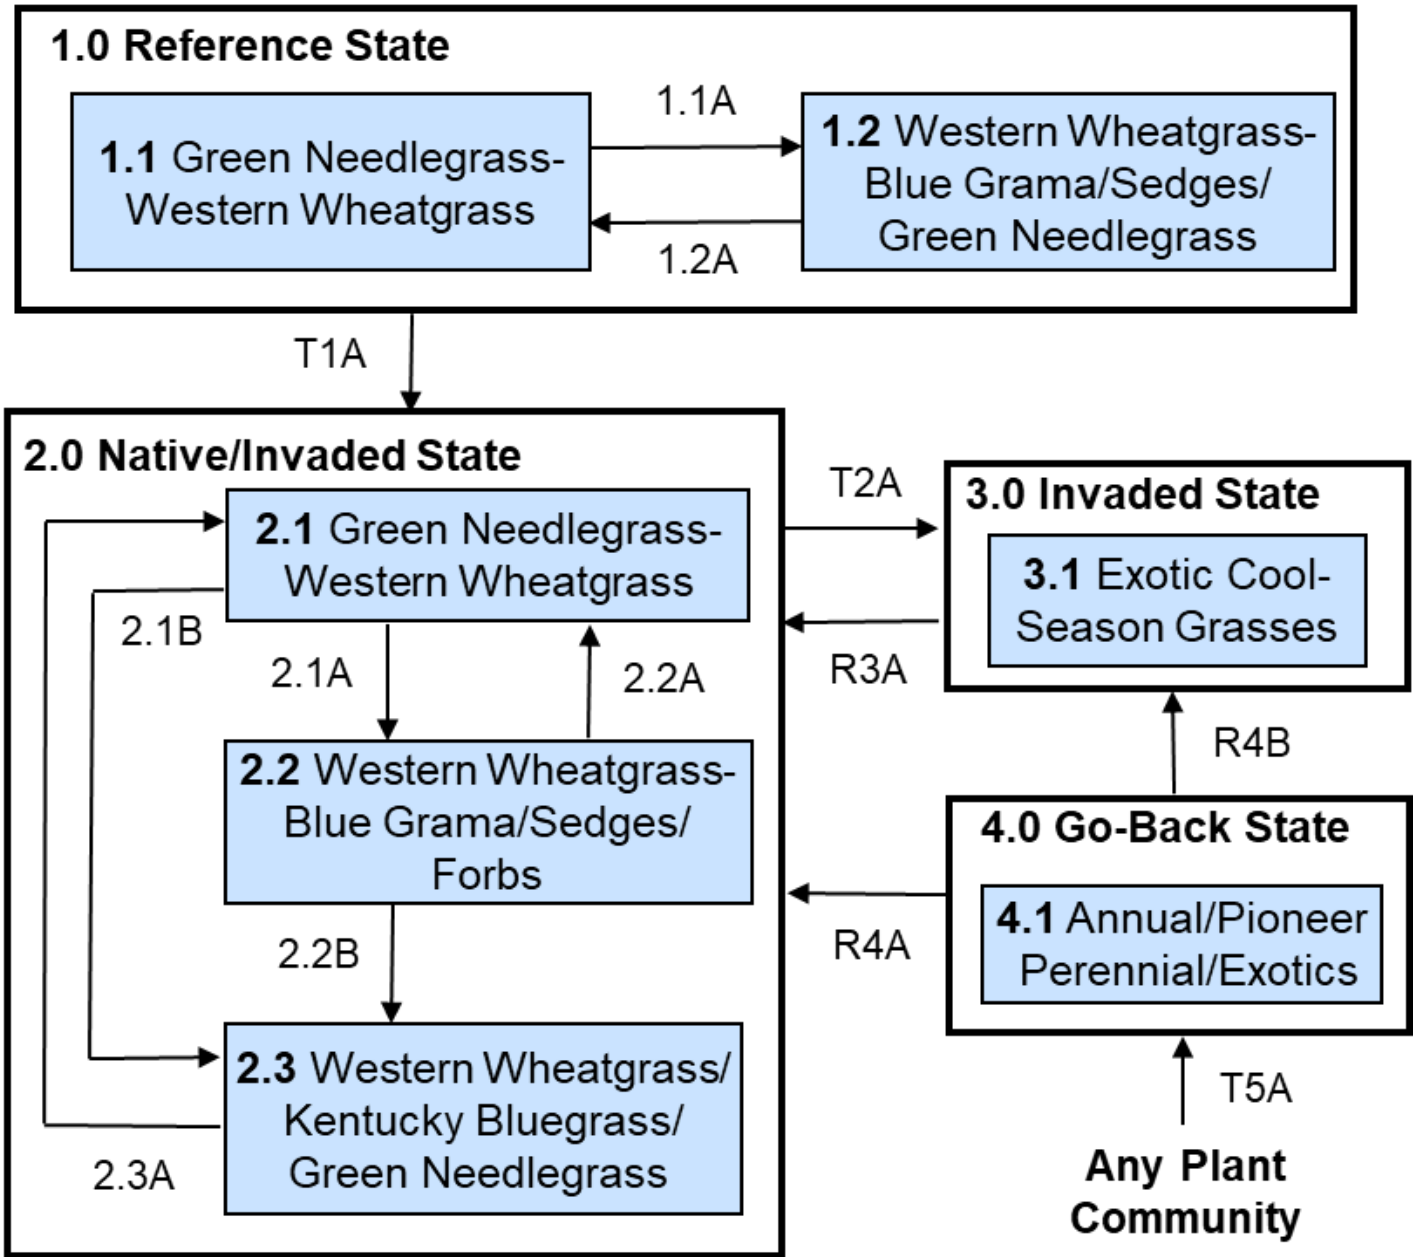 1.0 Reference State
1.1 Green Needlegrass-
Western Wheatgrass
1.1A
1.2A
1.2 Western Wheatgrass-
Blue Grama/Sedges/
Green Needlegrass
T1A
2.0 Native/Invaded State
2.1 Green Needlegrass-
Western Wheatgrass
2.1B
2.1A
2.2A
2.2 Western Wheatgrass-
Blue Grama/Sedges/
Forbs
2.2B
2.3 Western Wheatgrass/
Kentucky Bluegrass/
Green Needlegrass
2.3A
T2A
R3A
3.0 Invaded State
3.1 Exotic Cool-
Season Grasses
R4B
R4A
4.0 Go-Back State
4.1 Annual/Pioneer
Perennial/Exotics
T5A
Any Plant
Community